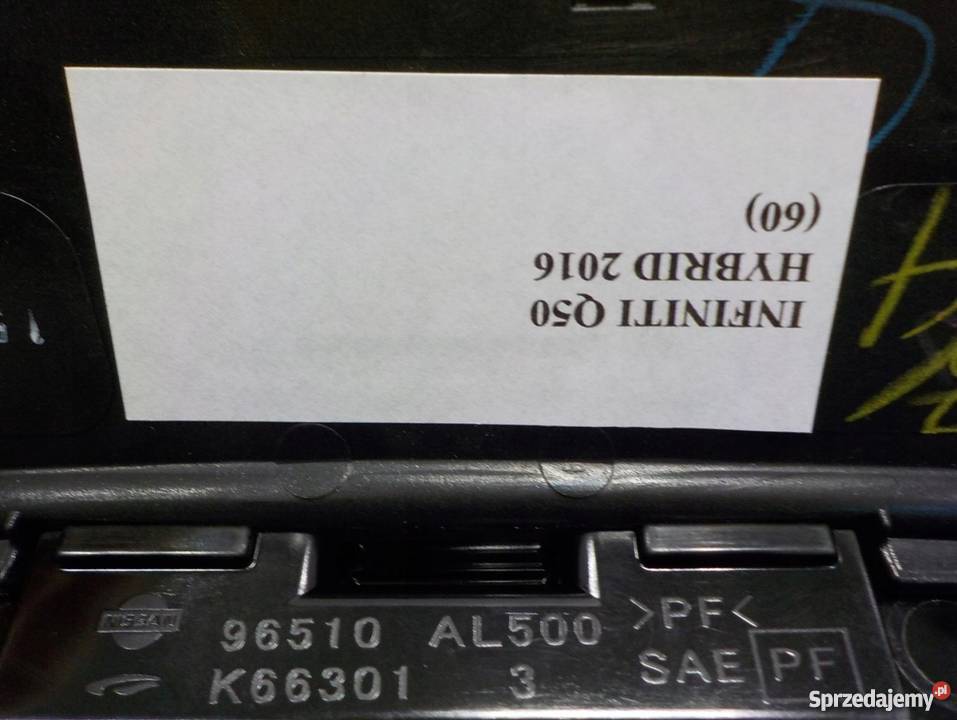 INFINITI Q50
HYBRID 2016
(60)
NISSAN
96510 AL500
K66301 3
>PF<
SAE PF
Sprzedajemy.pl